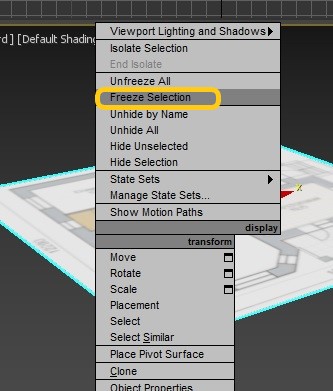 rd ] [Default Shading
Viewport Lighting and Shadows
Isolate Selection
End Isolate
Unfreeze All
Freeze Selection
Unhide by Name
Unhide All
Hide Unselected
Hide Selection
State Sets
Manage State Sets...
Show Motion Paths
display
transform
Move
Rotate
Scale
Placement
Select
Select Similar
Place Pivot Surface
Clone
Object Properties
x